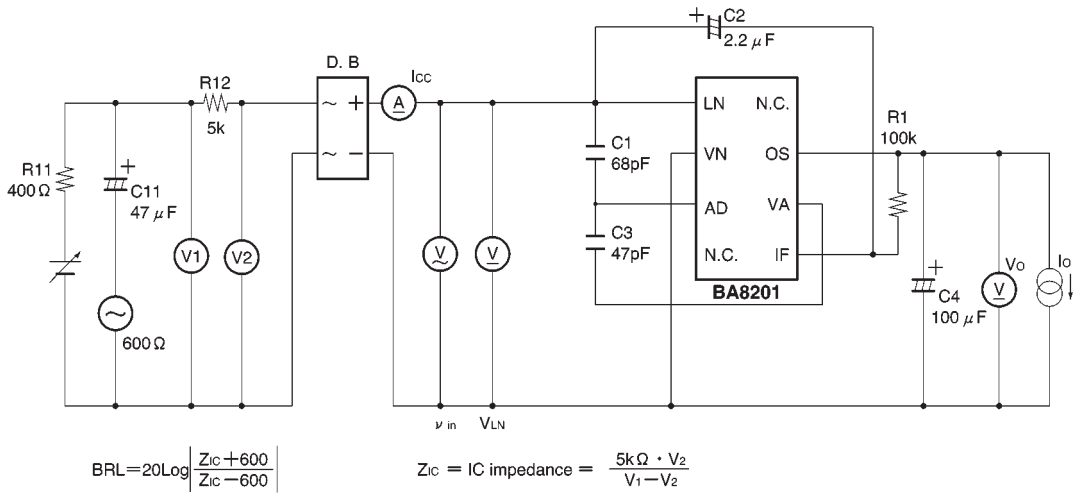 C2
+
2.2 μF
D. B
ICC
R12
5k
~ +
~ −
A
LN N.C.
VN OS
AD VA
N.C. IF
BA8201
R1
100k
C1
68pF
C3
47pF
R11
400Ω
+
C11
47 μF
V1
V2
V
~
V
~
600Ω
+
C4
100 μF
VO
V
IO
ν in
VLN
BRL=20Log|ZIC+600/ZIC−600|
ZIC = IC impedance = 5kΩ · V2/V1−V2